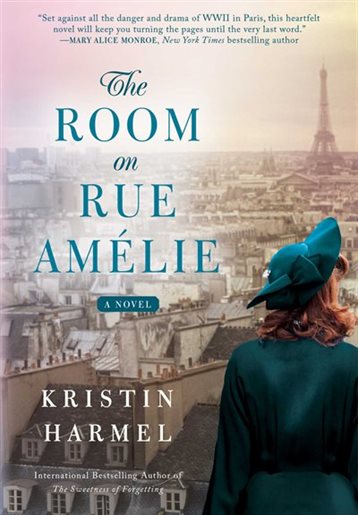 “Set against all the danger and drama of WWII in Paris, this heartfelt
novel will keep you turning the pages until the very last word.”
—MARY ALICE MONROE, New York Times bestselling author
The
ROOM
on
RUE
AMÉLIE
A NOVEL
KRISTIN
HARMEL
International Bestselling Author of
The Sweetness of Forgetting